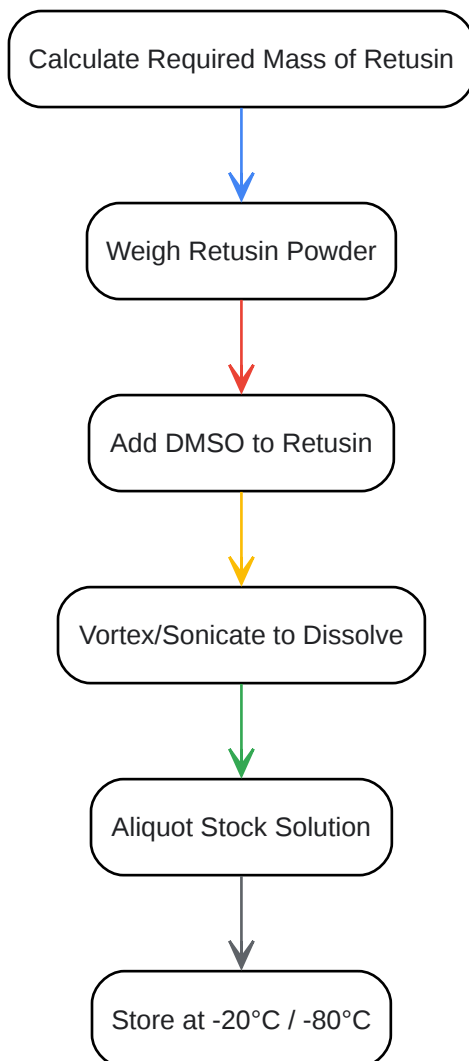 Calculate Required Mass of Retusin
Weigh Retusin Powder
Add DMSO to Retusin
Vortex/Sonicate to Dissolve
Aliquot Stock Solution
Store at -20°C / -80°C